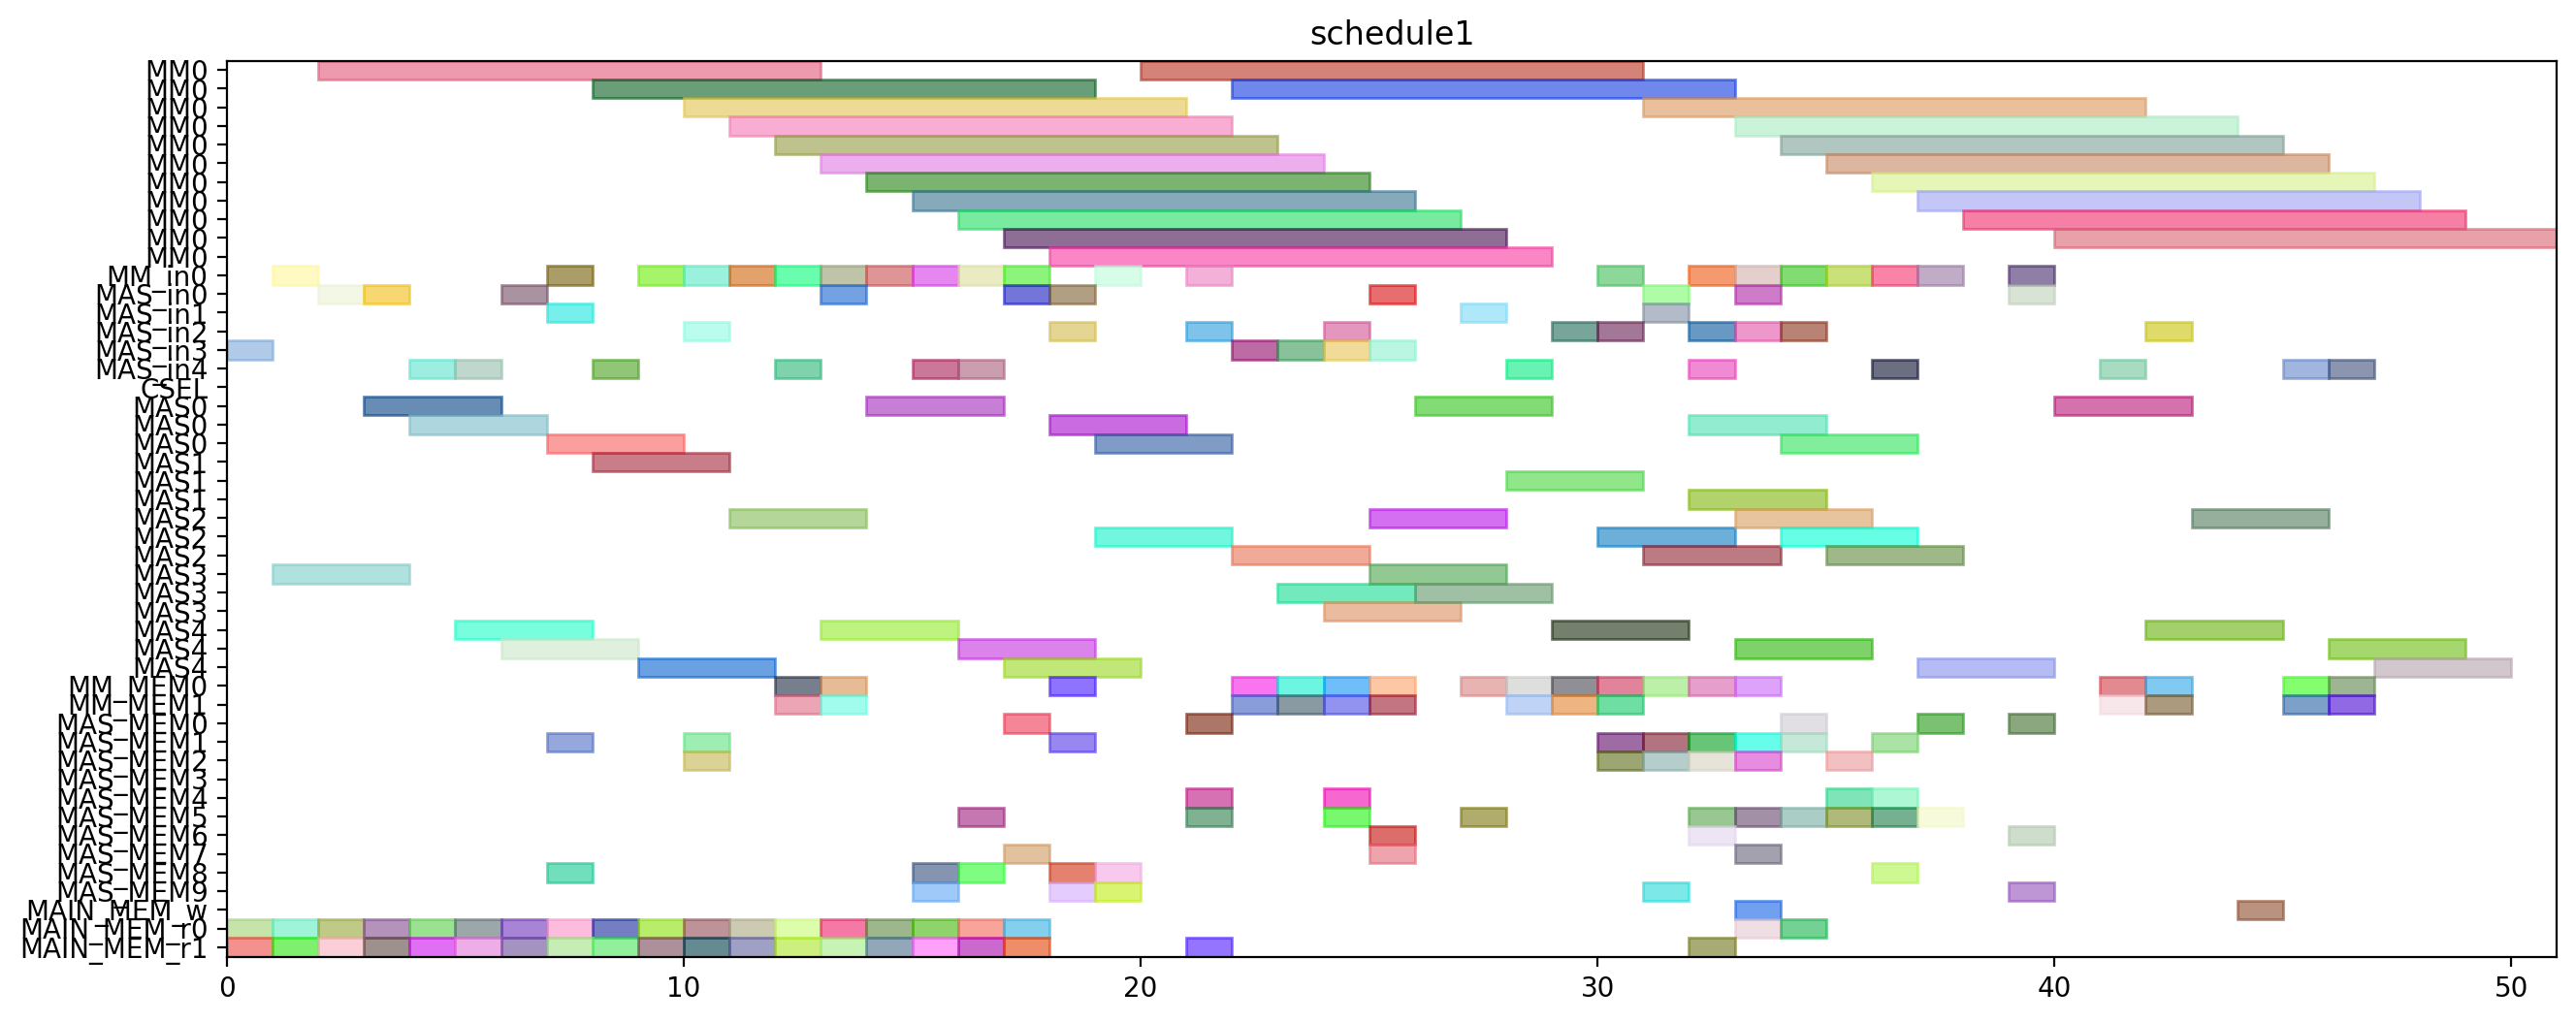 schedule1
MM0
MM0
MM0
MM0
MM0
MM0
MM0
MM0
MM0
MM0
MM0
MM_in0
MAS_in0
MAS_in1
MAS_in2
MAS_in3
MAS_in4
CSEL
MAS0
MAS0
MAS0
MAS1
MAS1
MAS1
MAS2
MAS2
MAS2
MAS3
MAS3
MAS3
MAS4
MAS4
MAS4
MM_MEM0
MM_MEM1
MAS_MEM0
MAS_MEM1
MAS_MEM2
MAS_MEM3
MAS_MEM4
MAS_MEM5
MAS_MEM6
MAS_MEM7
MAS_MEM8
MAS_MEM9
MAIN_MEM_w
MAIN_MEM_r0
MAIN_MEM_r1
0 10 20 30 40 50